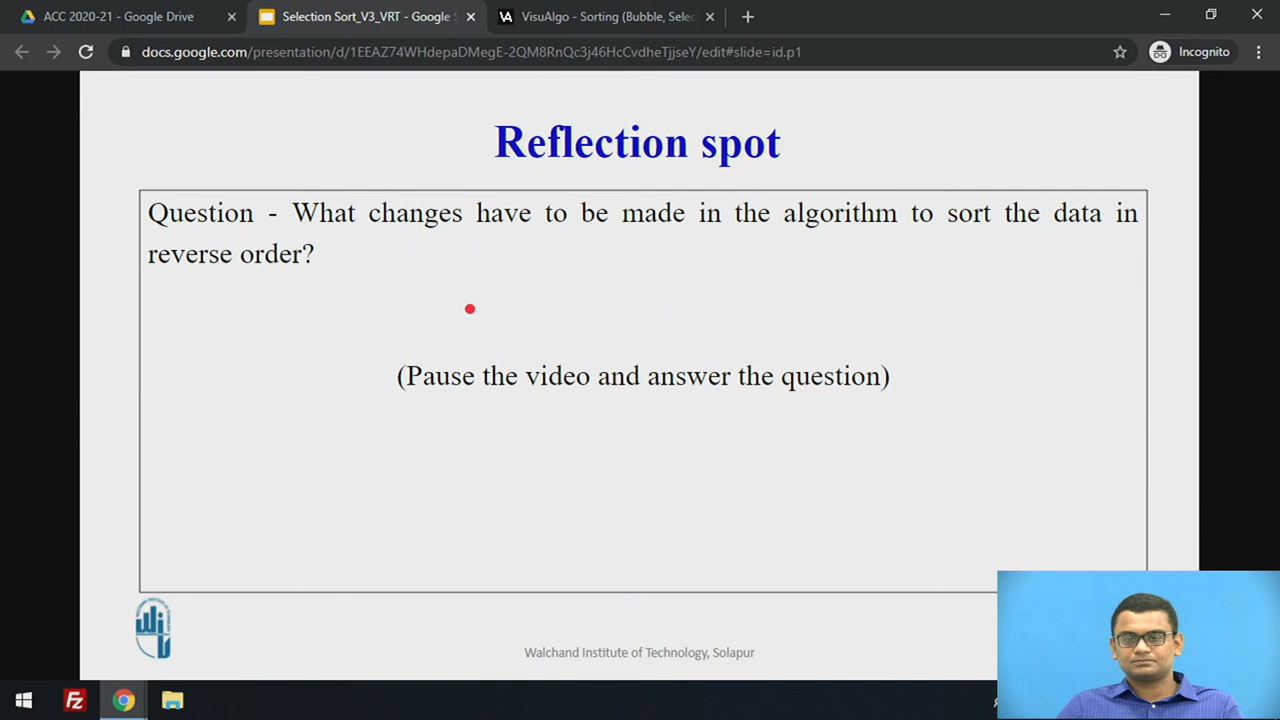 ACC 2020-21 - Google Drive
Selection Sort_V3_VRT - Google S
VisuAlgo - Sorting (Bubble, Selec
docs.google.com/presentation/d/1EEAZ74WHdepaDMegE-2QM8RnQc3j46HcCvdheTjjseY/edit#slide=id.p1
Incognito
Reflection spot
Question - What changes have to be made in the algorithm to sort the data in
reverse order?
(Pause the video and answer the question)
Walchand Institute of Technology, Solapur